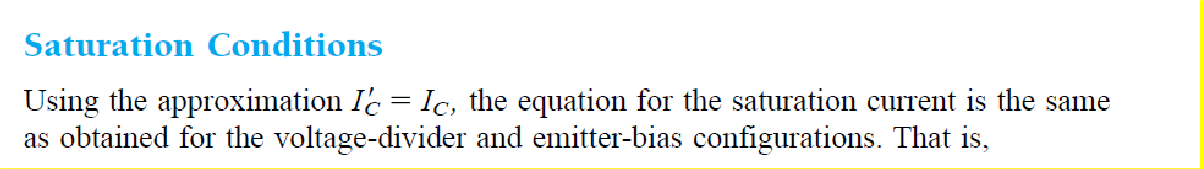 Saturation Conditions
Using the approximation I′C = IC, the equation for the saturation current is the same
as obtained for the voltage-divider and emitter-bias configurations. That is,